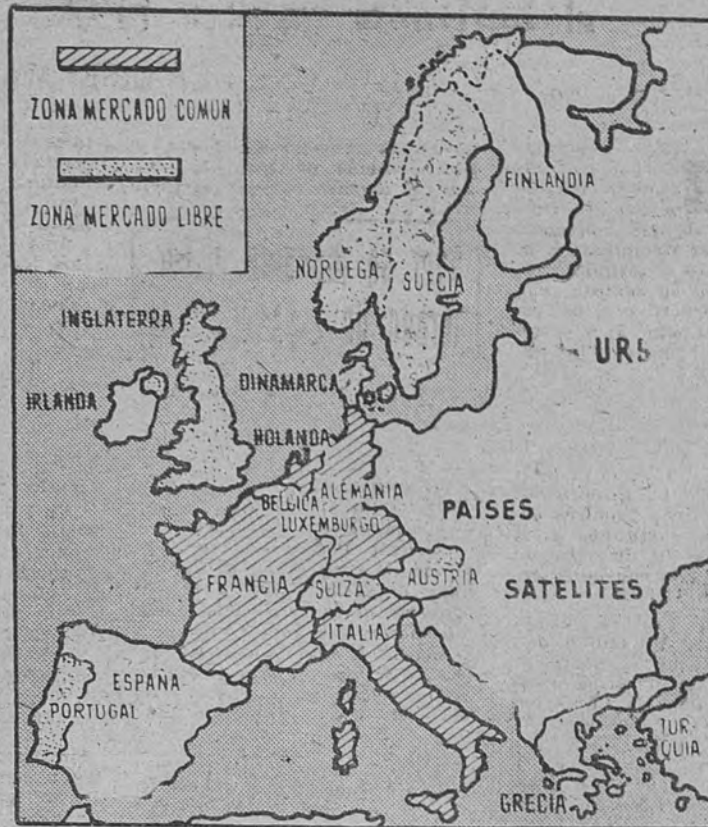 ZONA MERCADO COMUN
ZONA MERCADO LIBRE
FINLANDIA
NORUEGA
SUECIA
INGLATERRA
URS
IRLANDA
DINAMARCA
HOLANDA
BELGICA
ALEMANIA
LUXEMBURGO
PAISES
SATELITES
FRANCIA
SUIZA
AUSTRIA
ITALIA
ESPAÑA
PORTUGAL
TUR-
QUIA
GRECIA